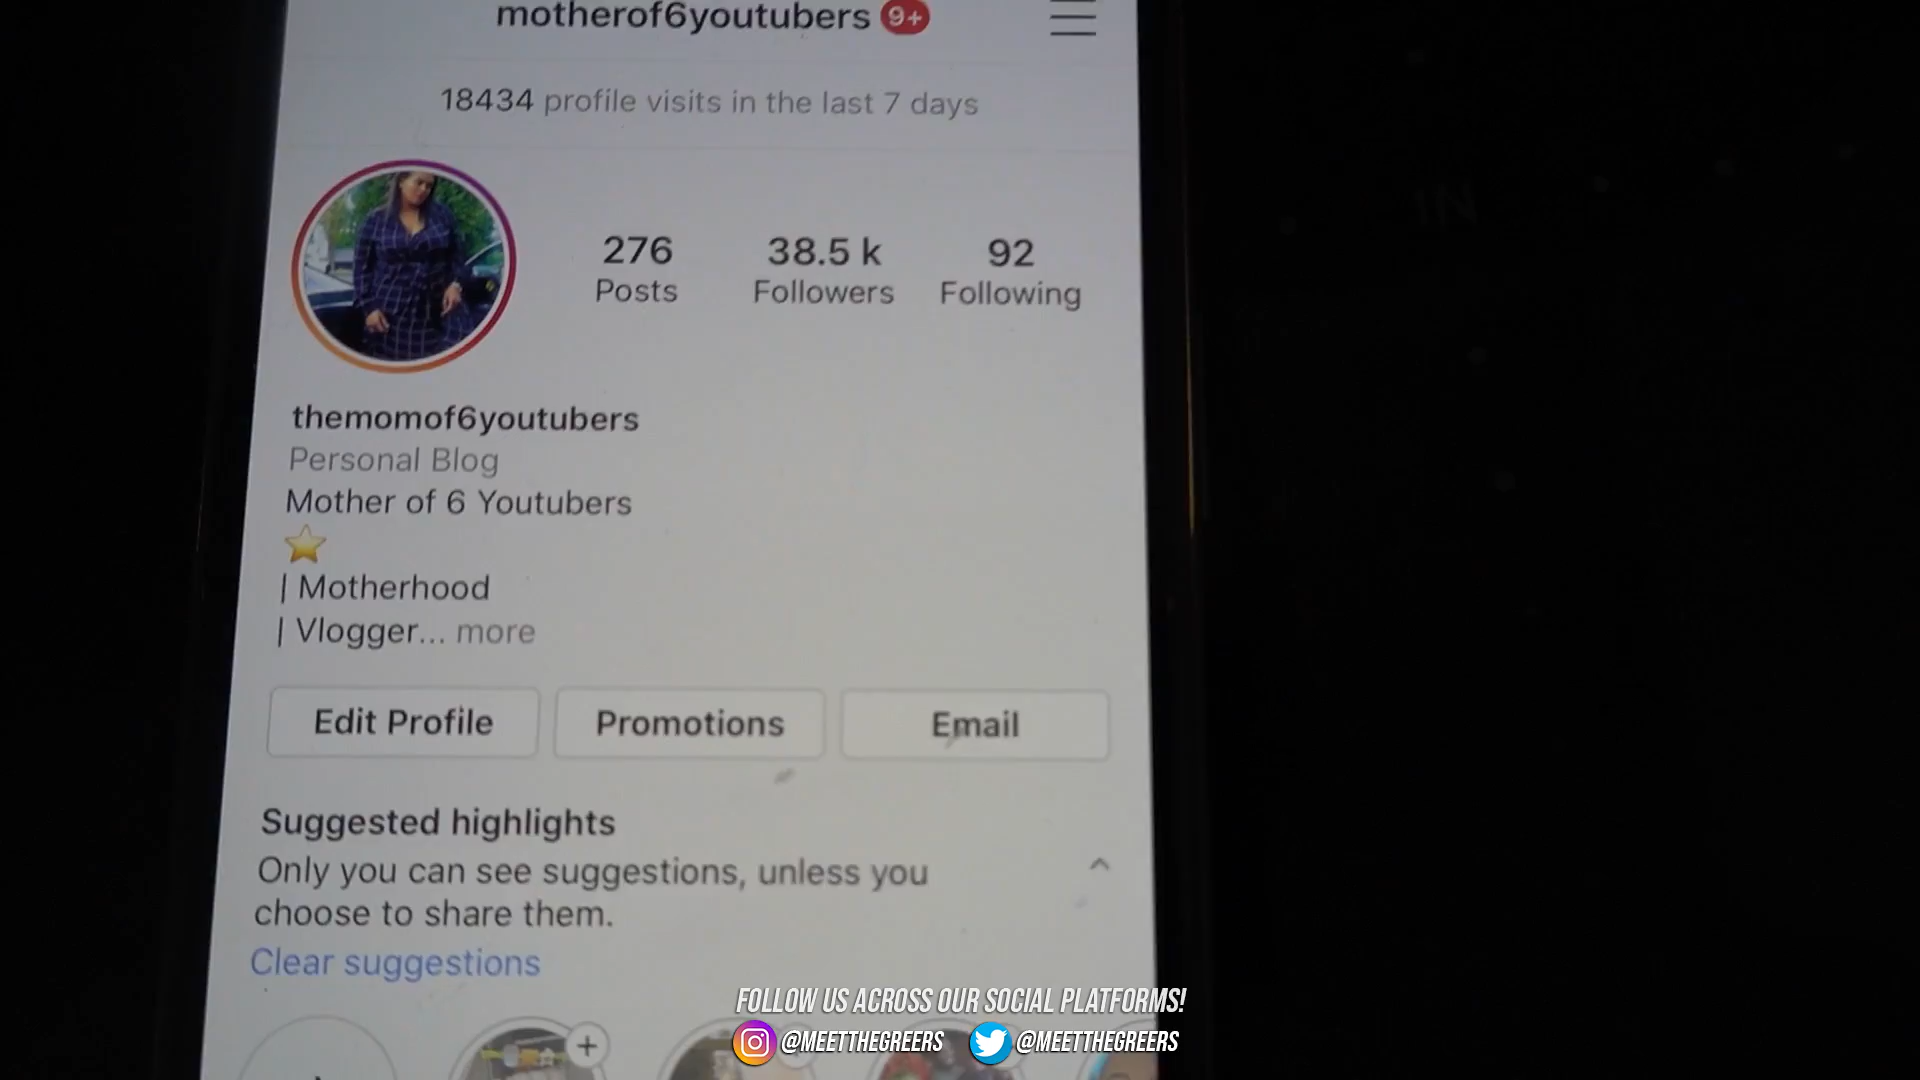 motherof6youtubers 9+
18434 profile visits in the last 7 days
276 38.5 k 92
Posts Followers Following
themomof6youtubers
Personal Blog
Mother of 6 Youtubers
| Motherhood
| Vlogger... more
Edit Profile Promotions Email
Suggested highlights
Only you can see suggestions, unless you
choose to share them.
Clear suggestions
FOLLOW US ACROSS OUR SOCIAL PLATFORMS!
@MEETTHEGREERS @MEETTHEGREERS